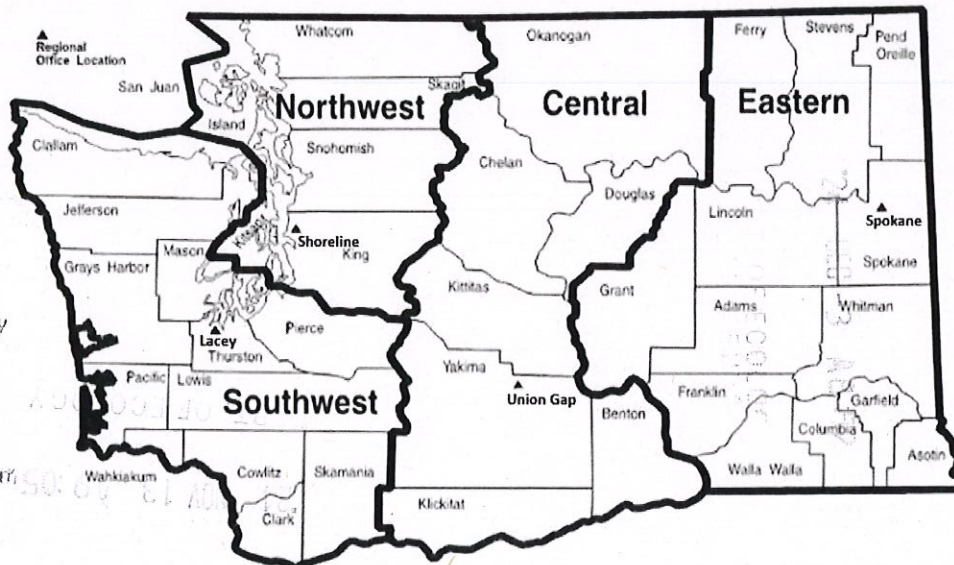 ▲
Regional
Office Location
San Juan
Whatcom
Skagit
Northwest
Island
Snohomish
▲
Shoreline
King
Kitsap
Clallam
Jefferson
Grays Harbor
Mason
▲
Lacey
Thurston
Pierce
Pacific
Lewis
Southwest
Wahkiakum
Cowlitz
Skamania
Clark
Okanogan
Central
Chelan
Douglas
Kittitas
Yakima
▲
Union Gap
Benton
Klickitat
Ferry
Stevens
Pend
Oreille
Eastern
Lincoln
▲
Spokane
Spokane
Grant
Adams
Whitman
Franklin
Garfield
Columbia
Walla Walla
Asotin